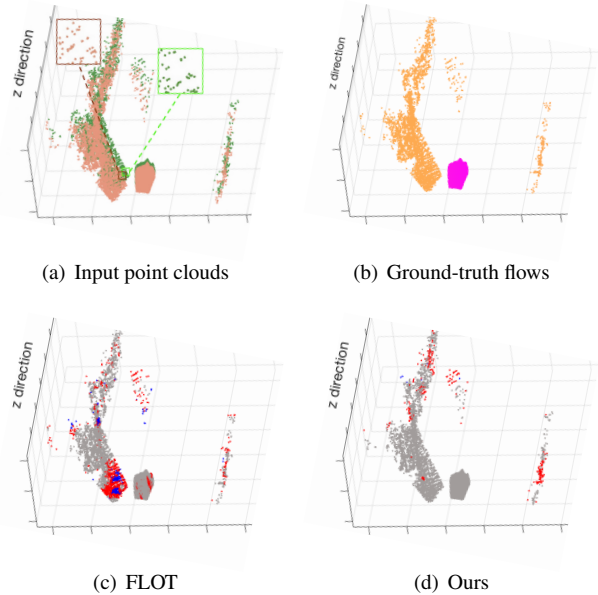 z direction
z direction
(a) Input point clouds
(b) Ground-truth flows
z direction
z direction
(c) FLOT
(d) Ours